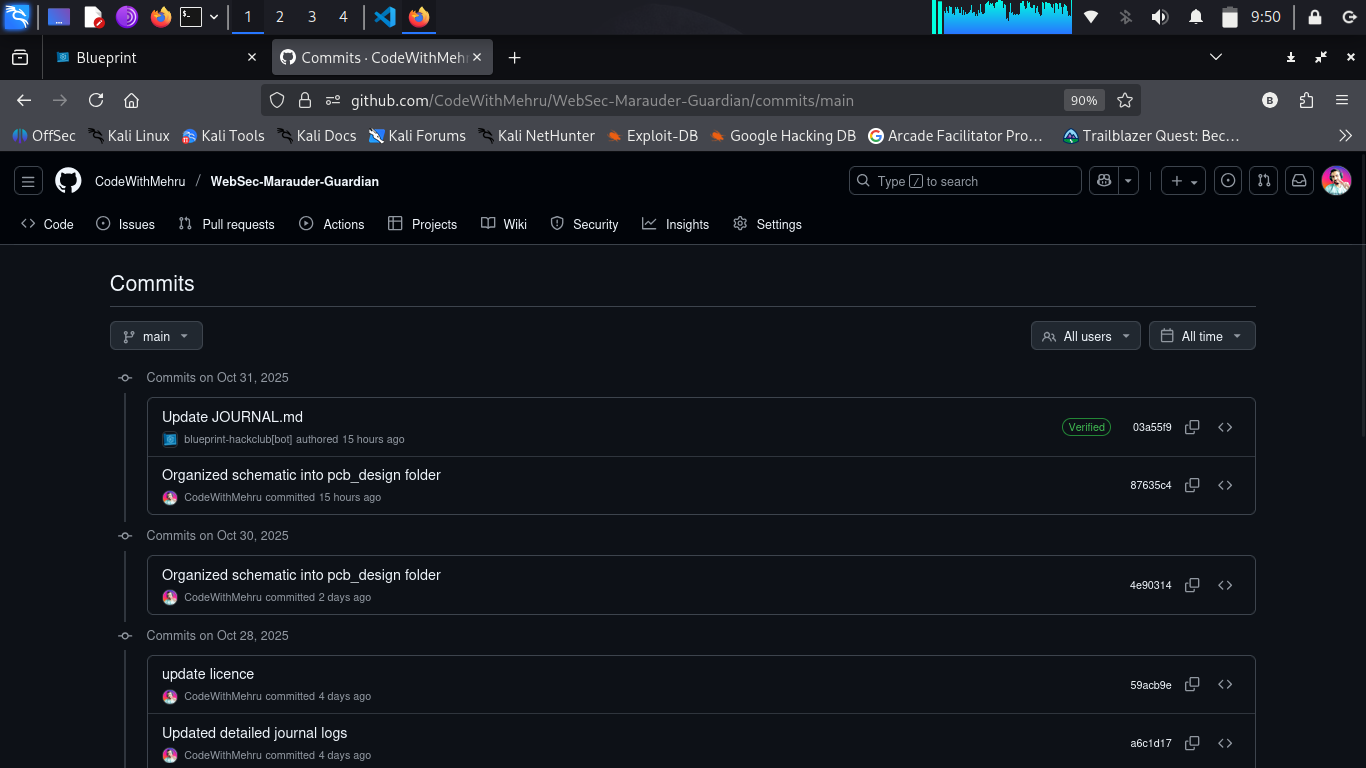 1 2 3 4 9:50
Blueprint Commits · CodeWithMehr
github.com/CodeWithMehru/WebSec-Marauder-Guardian/commits/main 90% B
OffSec Kali Linux Kali Tools Kali Docs Kali Forums Kali NetHunter Exploit-DB Google Hacking DB Arcade Facilitator Pro… Trailblazer Quest: Bec…
CodeWithMehru / WebSec-Marauder-Guardian Type / to search
Code Issues Pull requests Actions Projects Wiki Security Insights Settings
Commits
main All users All time
Commits on Oct 31, 2025
Update JOURNAL.md
blueprint-hackclub[bot] authored 15 hours ago Verified 03a55f9
Organized schematic into pcb_design folder
CodeWithMehru committed 15 hours ago 87635c4
Commits on Oct 30, 2025
Organized schematic into pcb_design folder
CodeWithMehru committed 2 days ago 4e90314
Commits on Oct 28, 2025
update licence
CodeWithMehru committed 4 days ago 59acb9e
Updated detailed journal logs
CodeWithMehru committed 4 days ago a6c1d17